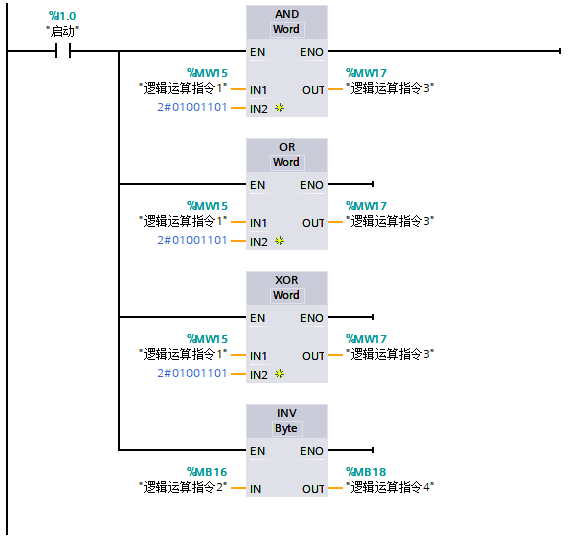 %I1.0
"启动"
AND
Word
EN ENO
%MW15 %MW17
"逻辑运算指令1" IN1 OUT "逻辑运算指令3"
2#01001101 IN2
OR
Word
EN ENO
%MW15 %MW17
"逻辑运算指令1" IN1 OUT "逻辑运算指令3"
2#01001101 IN2
XOR
Word
EN ENO
%MW15 %MW17
"逻辑运算指令1" IN1 OUT "逻辑运算指令3"
2#01001101 IN2
INV
Byte
EN ENO
%MB16 %MB18
"逻辑运算指令2" IN OUT "逻辑运算指令4"